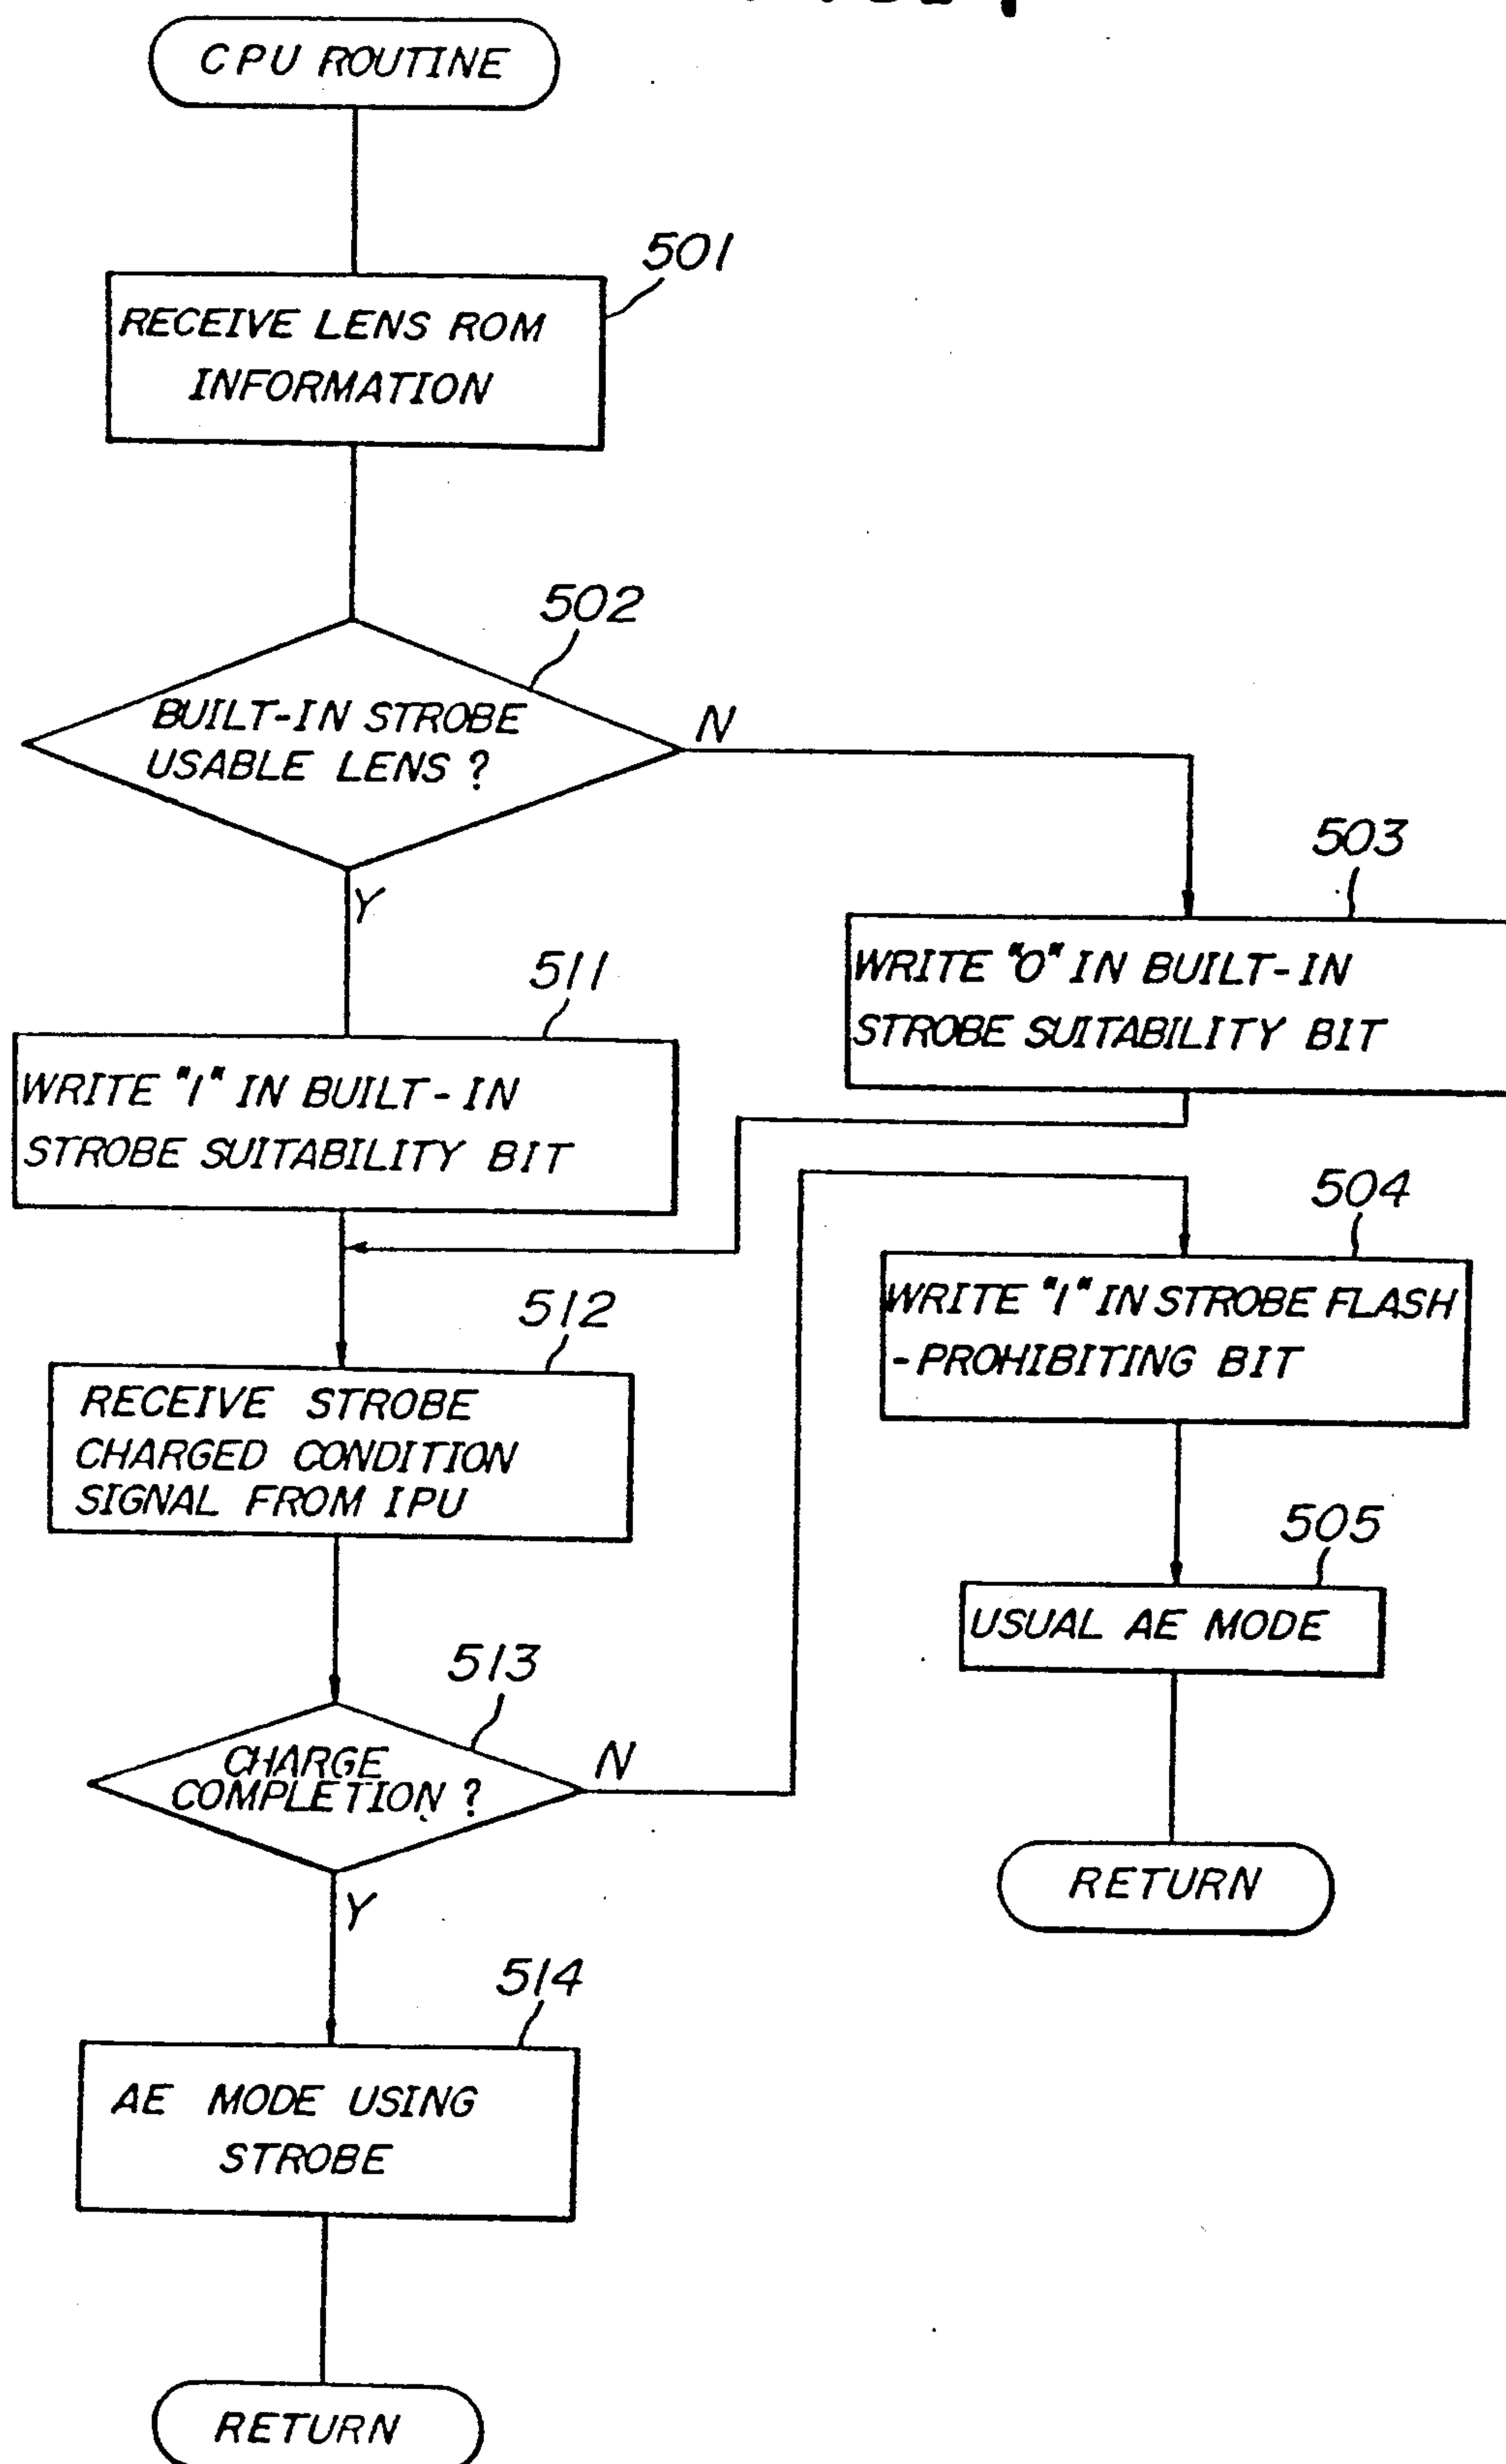 CPU ROUTINE
501
RECEIVE LENS ROM
INFORMATION
502
BUILT-IN STROBE
USABLE LENS ?
N
Y
503
WRITE "0" IN BUILT-IN
STROBE SUITABILITY BIT
511
WRITE "1" IN BUILT-IN
STROBE SUITABILITY BIT
504
WRITE "1" IN STROBE FLASH
-PROHIBITING BIT
512
RECEIVE STROBE
CHARGED CONDITION
SIGNAL FROM IPU
505
USUAL AE MODE
513
CHARGE
COMPLETION ?
N
Y
RETURN
514
AE MODE USING
STROBE
RETURN